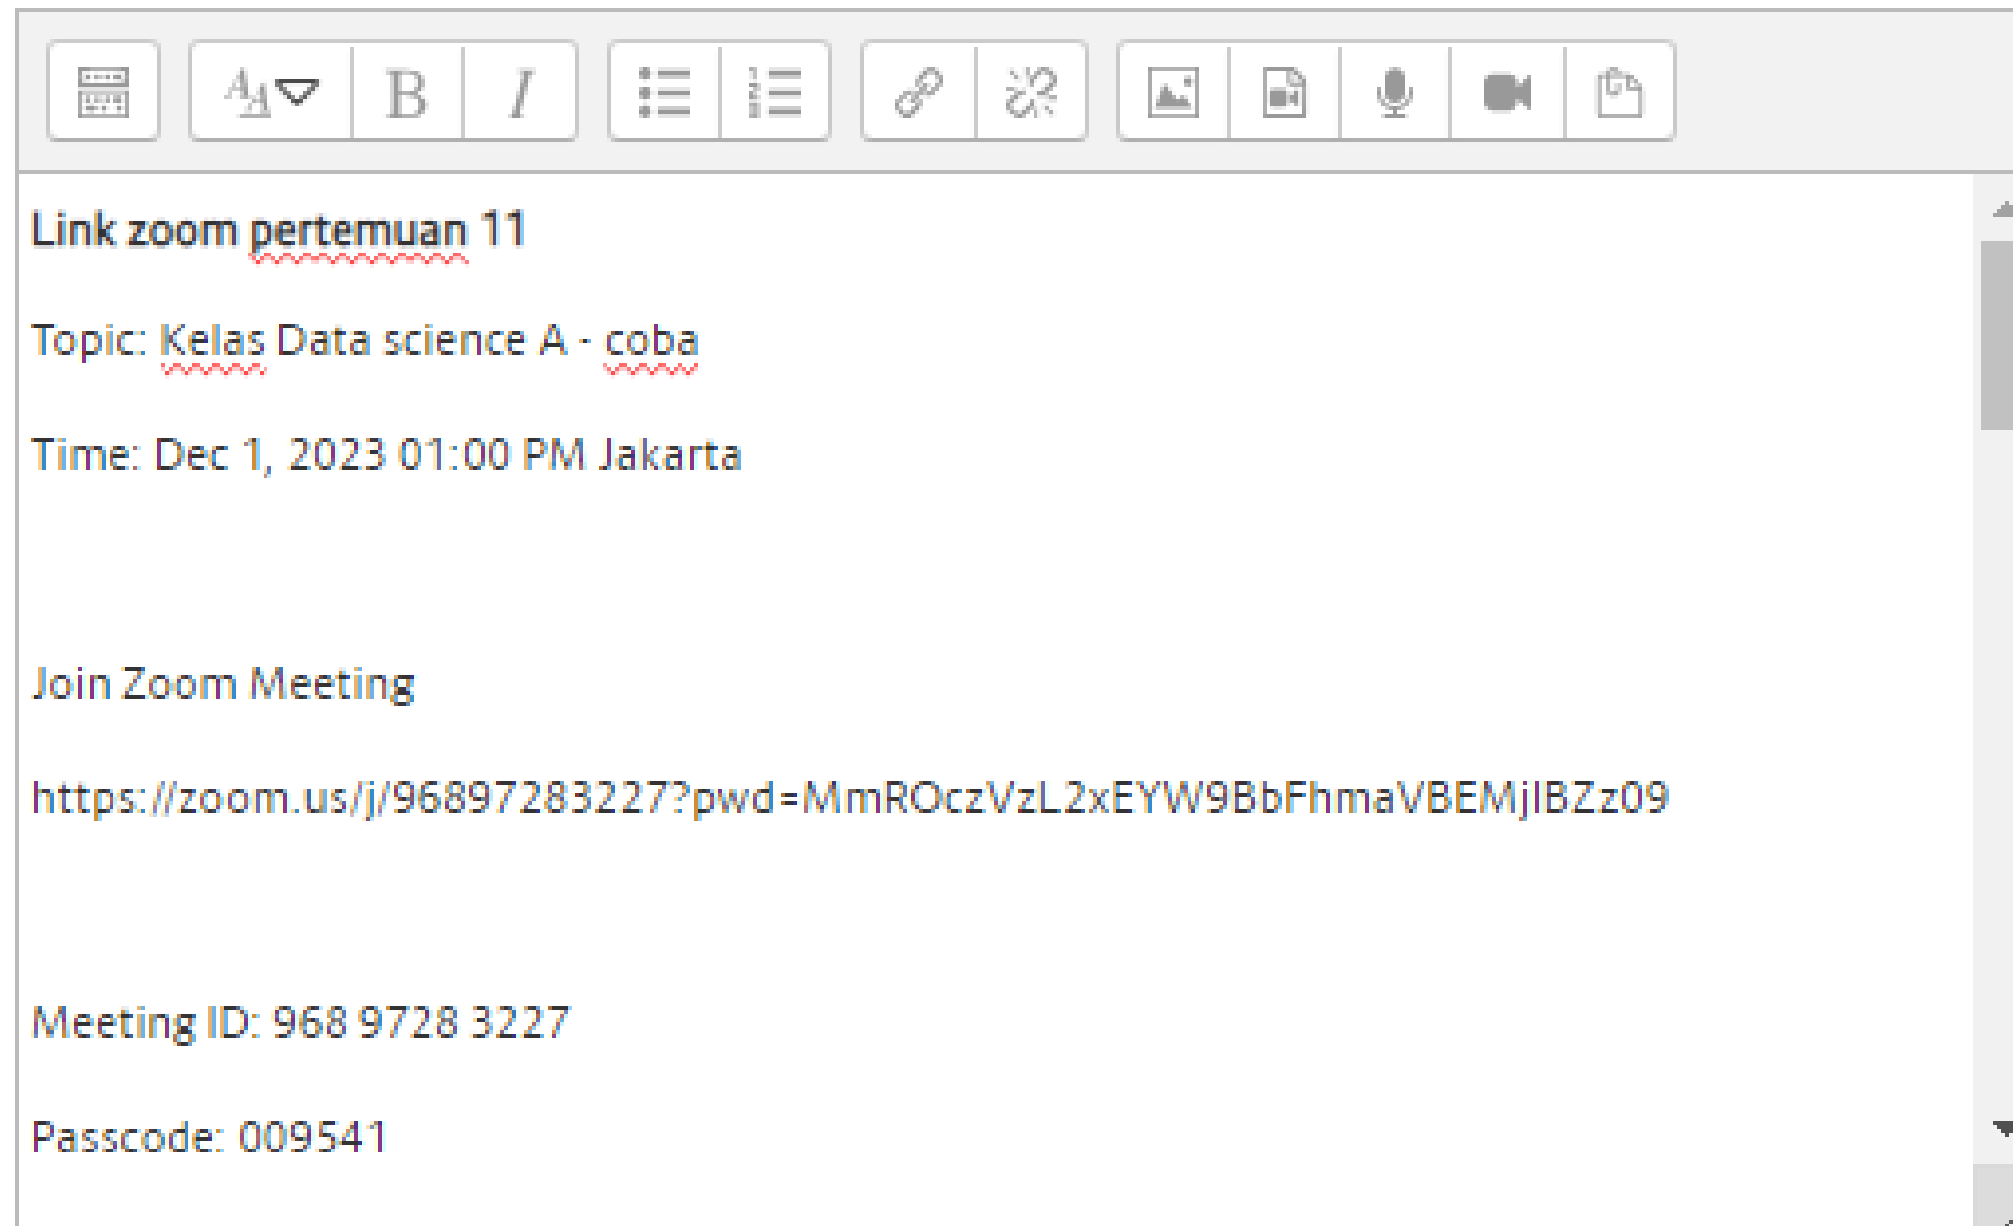 Link zoom pertemuan 11
Topic: Kelas Data science A - coba
Time: Dec 1, 2023 01:00 PM Jakarta
Join Zoom Meeting
https://zoom.us/j/96897283227?pwd=MmROczVzL2xEYW9BbFhmaVBEMjlBZz09
Meeting ID: 968 9728 3227
Passcode: 009541